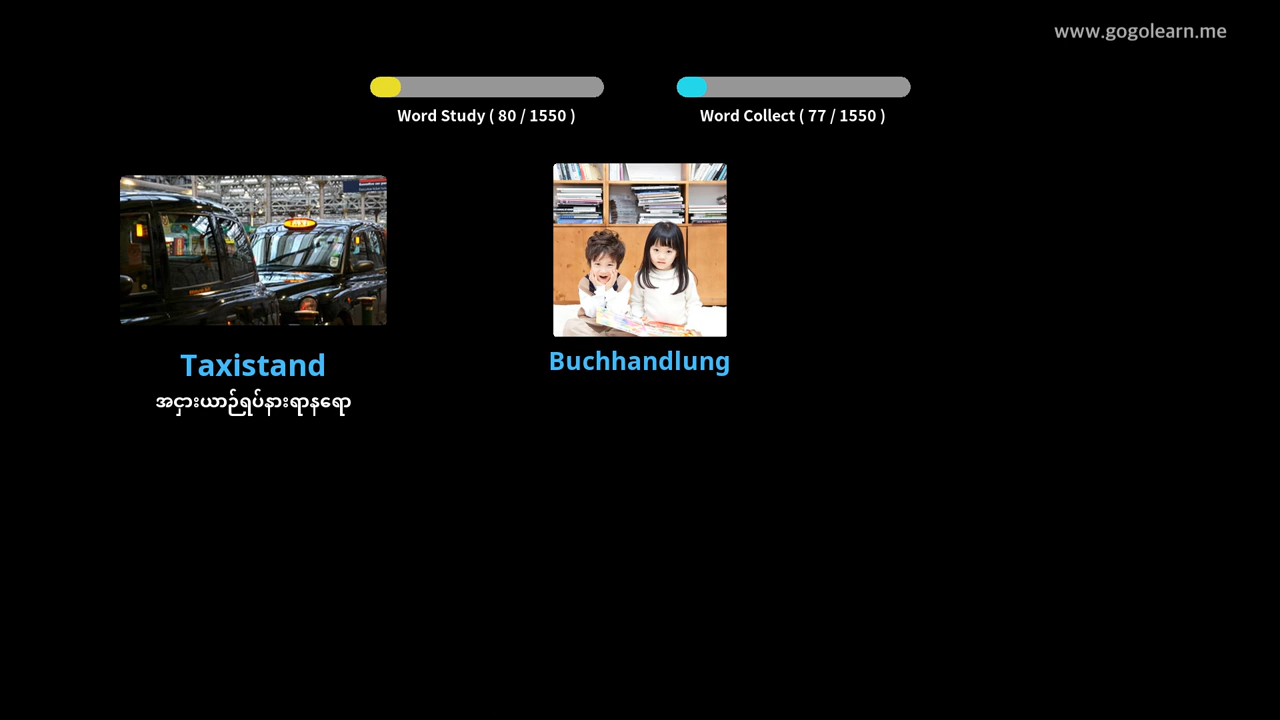 www.gogolearn.me
Word Study ( 80 / 1550 )
Word Collect ( 77 / 1550 )
TAXI
Taxistand
အငှားယာဉ်ရပ်နားရာနေရာ
Buchhandlung